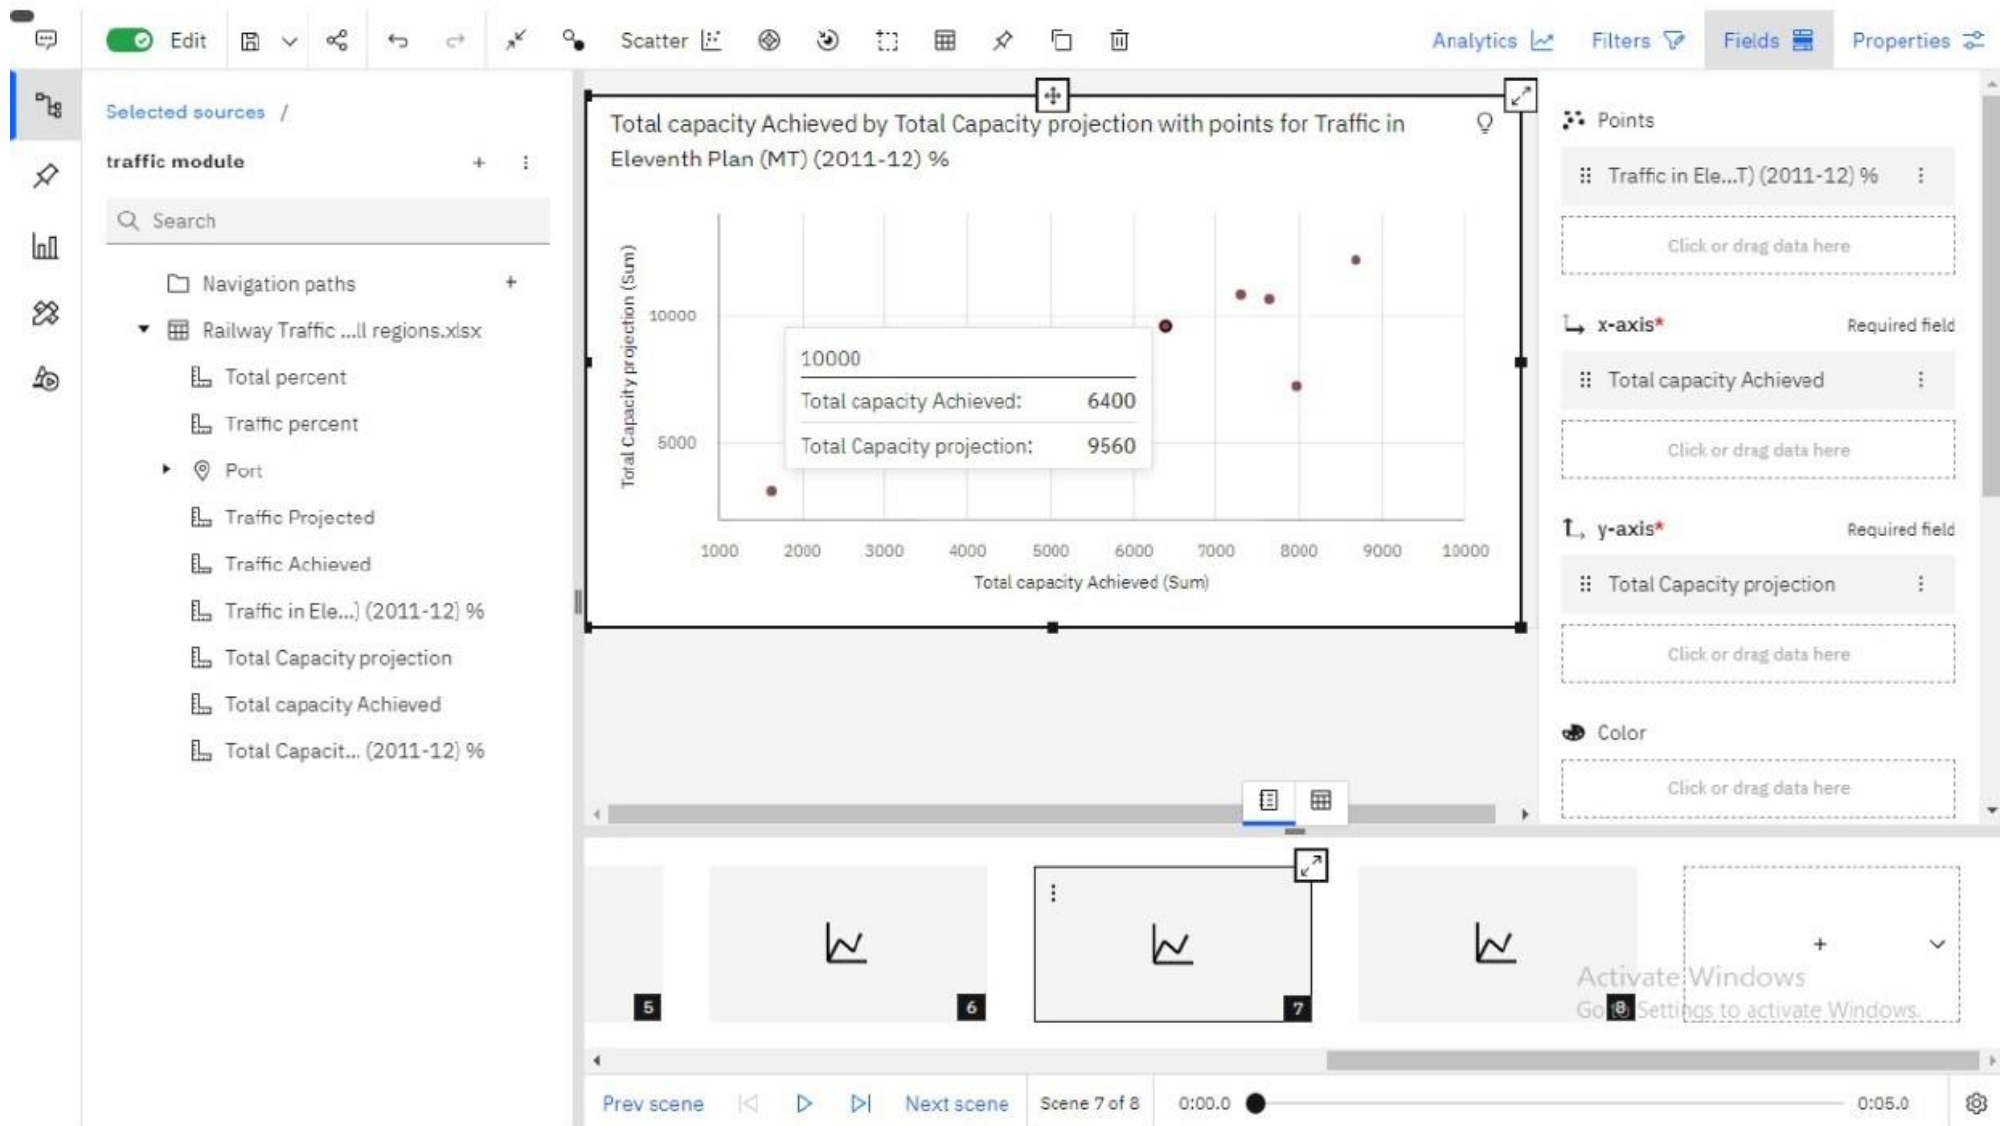 Edit
Scatter
Analytics
Filters
Fields
Properties
Selected sources /
traffic module
Search
Navigation paths
Railway Traffic ...ll regions.xlsx
Total percent
Traffic percent
Port
Traffic Projected
Traffic Achieved
Traffic in Ele...) (2011-12) %
Total Capacity projection
Total capacity Achieved
Total Capacit... (2011-12) %
Total capacity Achieved by Total Capacity projection with points for Traffic in
Eleventh Plan (MT) (2011-12) %
Total Capacity projection (Sum)
10000
5000
10000
Total capacity Achieved: 6400
Total Capacity projection: 9560
1000 2000 3000 4000 5000 6000 7000 8000 9000 10000
Total capacity Achieved (Sum)
Points
Traffic in Ele...T) (2011-12) %
Click or drag data here
x-axis* Required field
Total capacity Achieved
Click or drag data here
y-axis* Required field
Total Capacity projection
Click or drag data here
Color
Click or drag data here
5
6
7
8
Activate Windows
Go to Settings to activate Windows.
Prev scene
Next scene
Scene 7 of 8
0:00.0
0:05.0